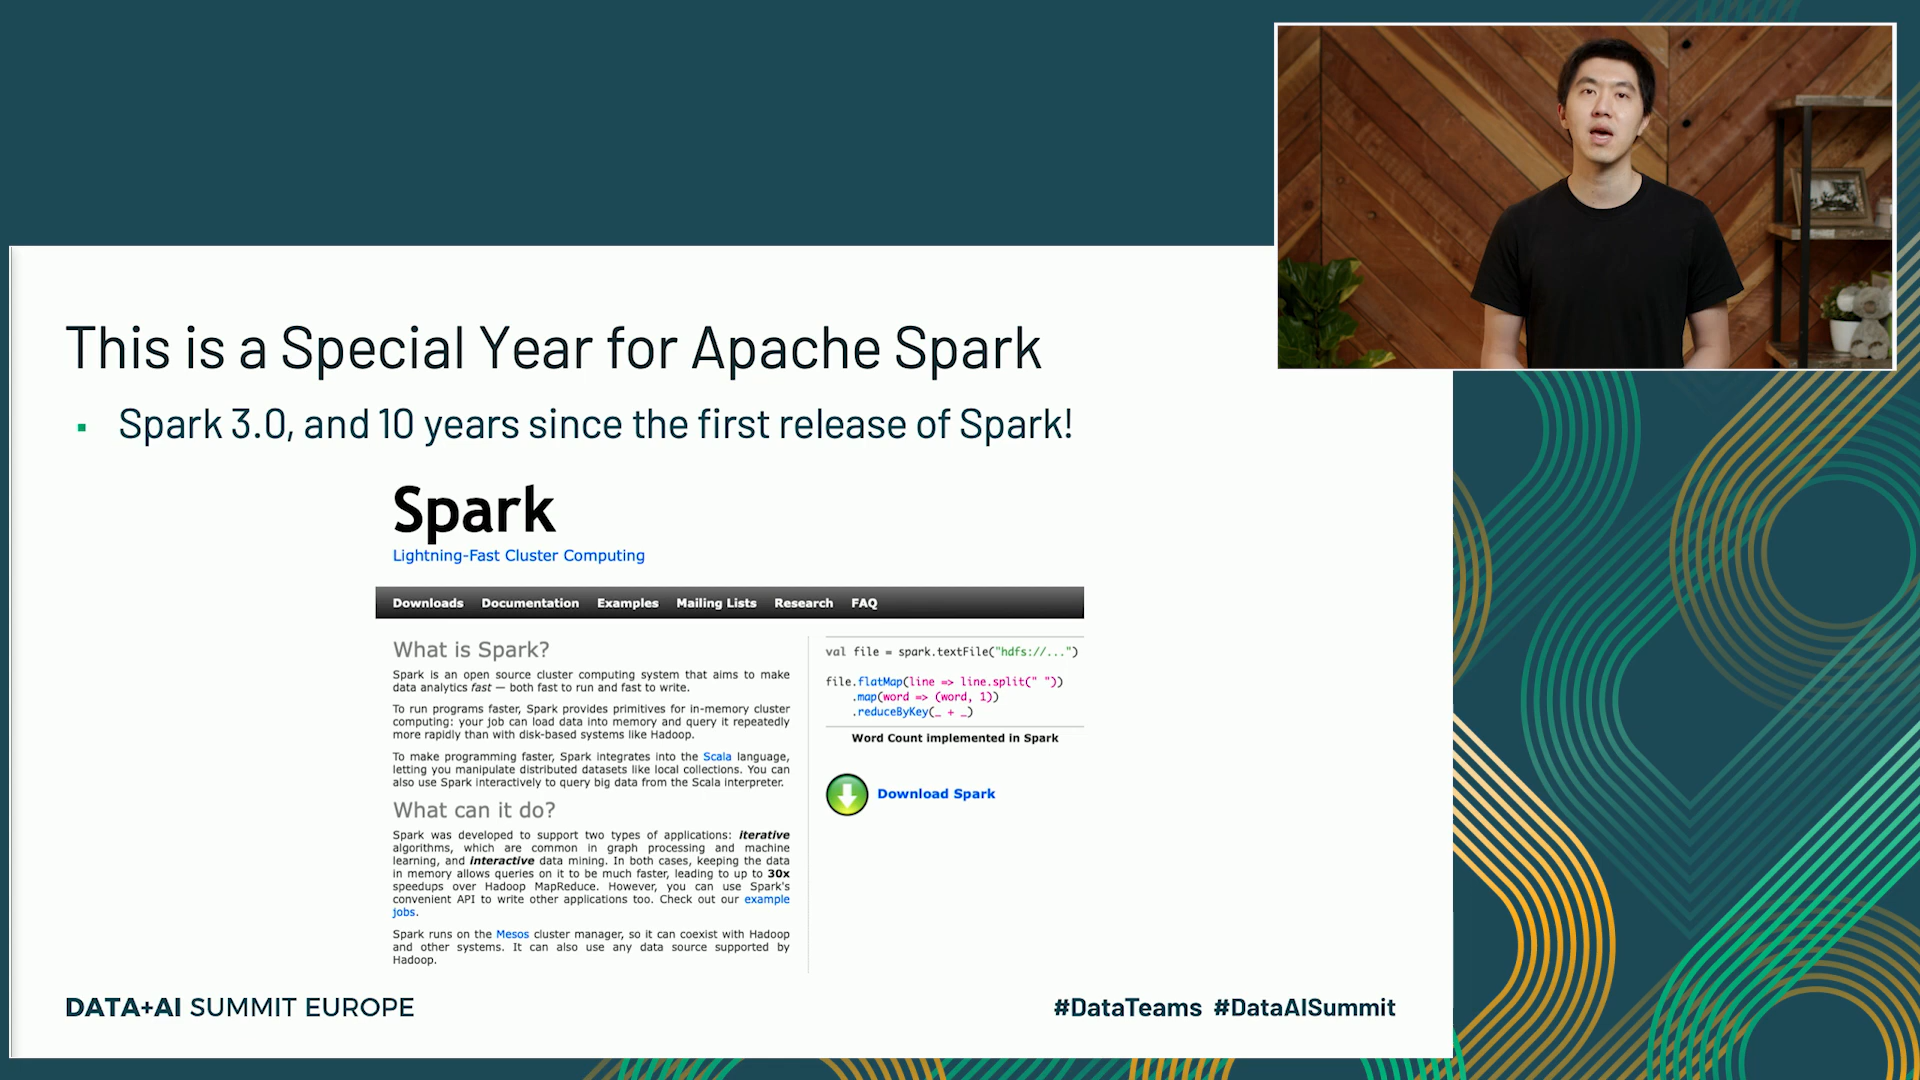 This is a Special Year for Apache Spark
▪ Spark 3.0, and 10 years since the first release of Spark!
Spark
Lightning-Fast Cluster Computing
Downloads Documentation Examples Mailing Lists Research FAQ
What is Spark?
Spark is an open source cluster computing system that aims to make
data analytics fast — both fast to run and fast to write.
To run programs faster, Spark provides primitives for in-memory cluster
computing: your job can load data into memory and query it repeatedly
more rapidly than with disk-based systems like Hadoop.
To make programming faster, Spark integrates into the Scala language,
letting you manipulate distributed datasets like local collections. You can
also use Spark interactively to query big data from the Scala interpreter.
What can it do?
Spark was developed to support two types of applications: iterative
algorithms, which are common in graph processing and machine
learning, and interactive data mining. In both cases, keeping the data
in memory allows queries on it to be much faster, leading to up to 30x
speedups over Hadoop MapReduce. However, you can use Spark's
convenient API to write other applications too. Check out our example
jobs.
Spark runs on the Mesos cluster manager, so it can coexist with Hadoop
and other systems. It can also use any data source supported by
Hadoop.
val file = spark.textFile("hdfs://...")
file.flatMap(line => line.split(" "))
.map(word => (word, 1))
.reduceByKey(_ + _)
Word Count implemented in Spark
Download Spark
DATA+AI SUMMIT EUROPE
#DataTeams #DataAISummit